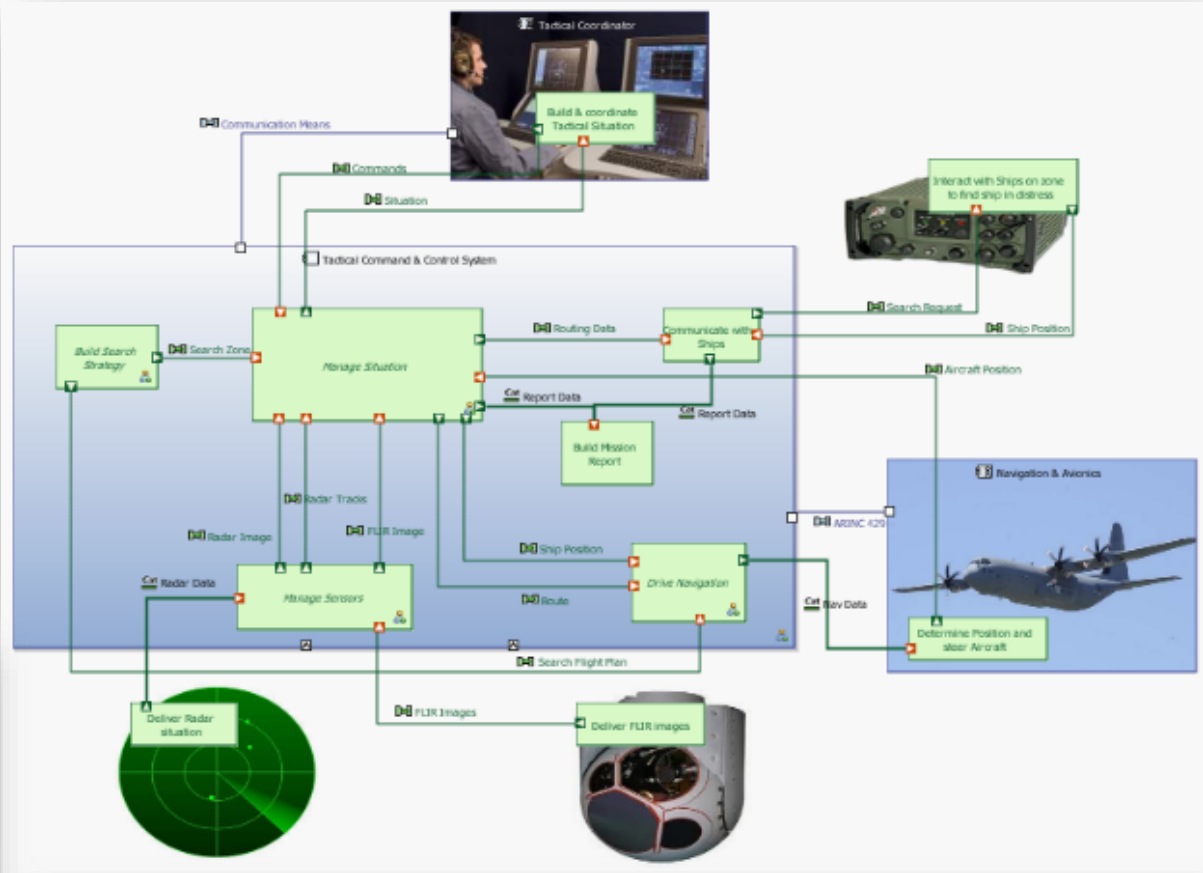 Tactical Coordinator
Build & coordinate
Tactical Situation
Communication Means
Commands
Situation
Interact with Ships on zone
to find ship in distress
Tactical Command & Control System
Search Request
Ship Position
Build Search
Strategy
Search Zone
Manage Situation
Routing Data
Communicate with
Ships
Aircraft Position
Cat Report Data
Cat Report Data
Build Mission
Report
Navigation & Avionics
Radar Tracks
Radar Image
FLIR Image
ARINC 429
Ship Position
Drive Navigation
Cat Radar Data
Manage Sensors
Route
Cat Nav Data
Determine Position and
steer Aircraft
Search Flight Plan
Deliver Radar
situation
FLIR Images
Deliver FLIR images